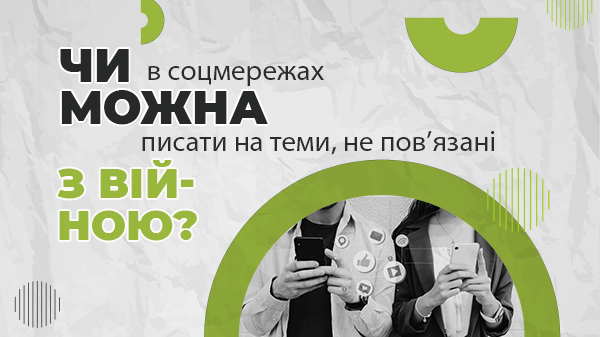 ЧИ в соцмережах
МОЖНА
писати на теми, не пов’язані
З ВІЙ-
НОЮ?